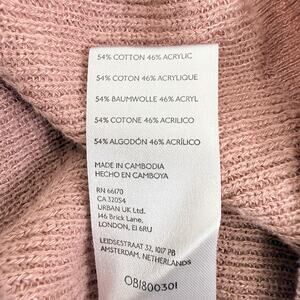 54% COTTON 46% ACRYLIC
54% COTON 46% ACRYLIQUE
54% BAUMWOLLE 46% ACRYL
54% COTONE 46% ACRILICO
54% ALGODÓN 46% ACRÍLICO
MADE IN CAMBODIA
HECHO EN CAMBOYA
RN 66170
CA 32054
URBAN UK Ltd.
146 Brick Lane,
LONDON, E1 6RU
LEIDSESTRAAT 32, 1017 PB
AMSTERDAM, NETHERLANDS
OB1800301